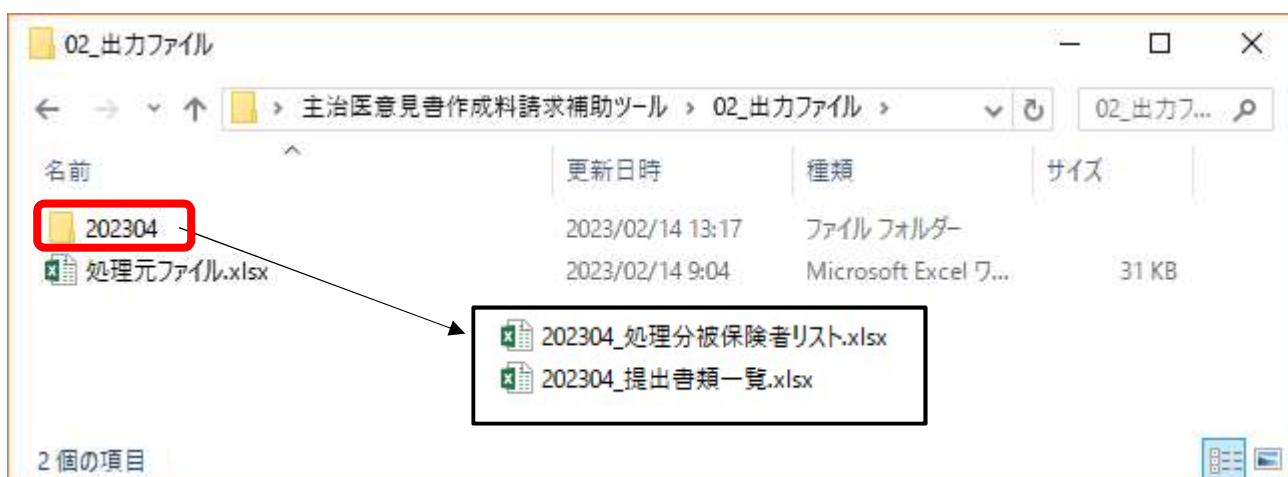 02_出力ファイル
主治医意見書作成料請求補助ツール › 02_出力ファイル ›
02_出力フ...
名前 更新日時 種類 サイズ
202304 2023/02/14 13:17 ファイル フォルダー
処理元ファイル.xlsx 2023/02/14 9:04 Microsoft Excel ワ... 31 KB
202304_処理分被保険者リスト.xlsx
202304_提出書類一覧.xlsx
2 個の項目